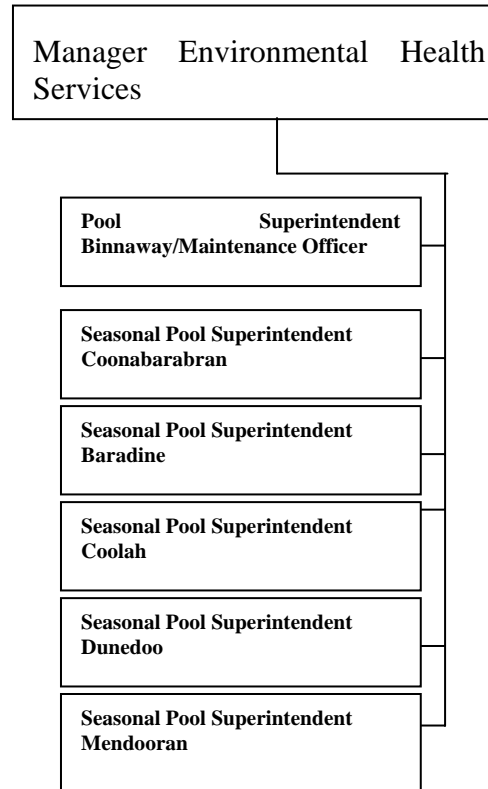 Manager Environmental Health
Services
Pool Superintendent
Binnaway/Maintenance Officer
Seasonal Pool Superintendent
Coonabarabran
Seasonal Pool Superintendent
Baradine
Seasonal Pool Superintendent
Coolah
Seasonal Pool Superintendent
Dunedoo
Seasonal Pool Superintendent
Mendooran